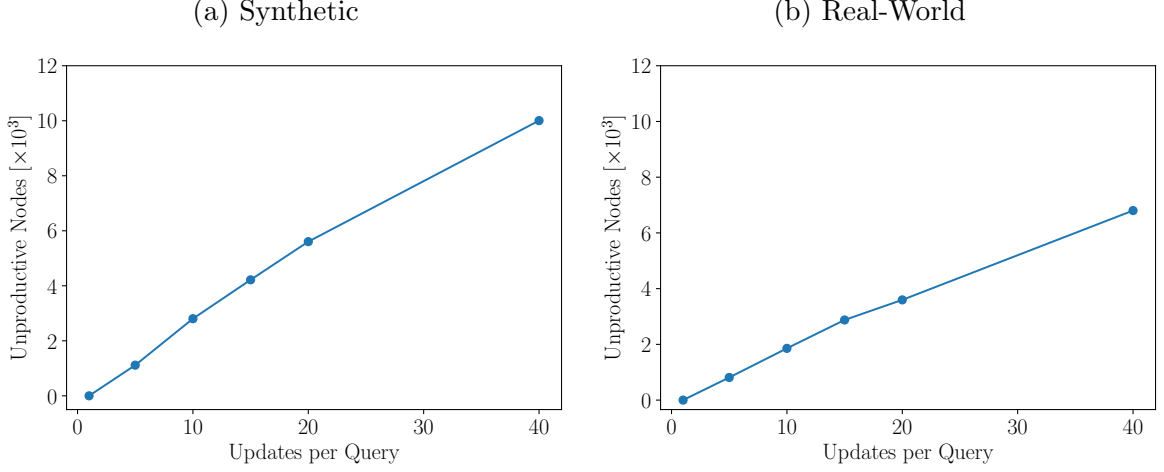 (a) Synthetic
12
10
8
6
4
2
0
Unproductive Nodes [×10³]
0 10 20 30 40
Updates per Query
(b) Real-World
12
10
8
6
4
2
0
Unproductive Nodes [×10³]
0 10 20 30 40
Updates per Query